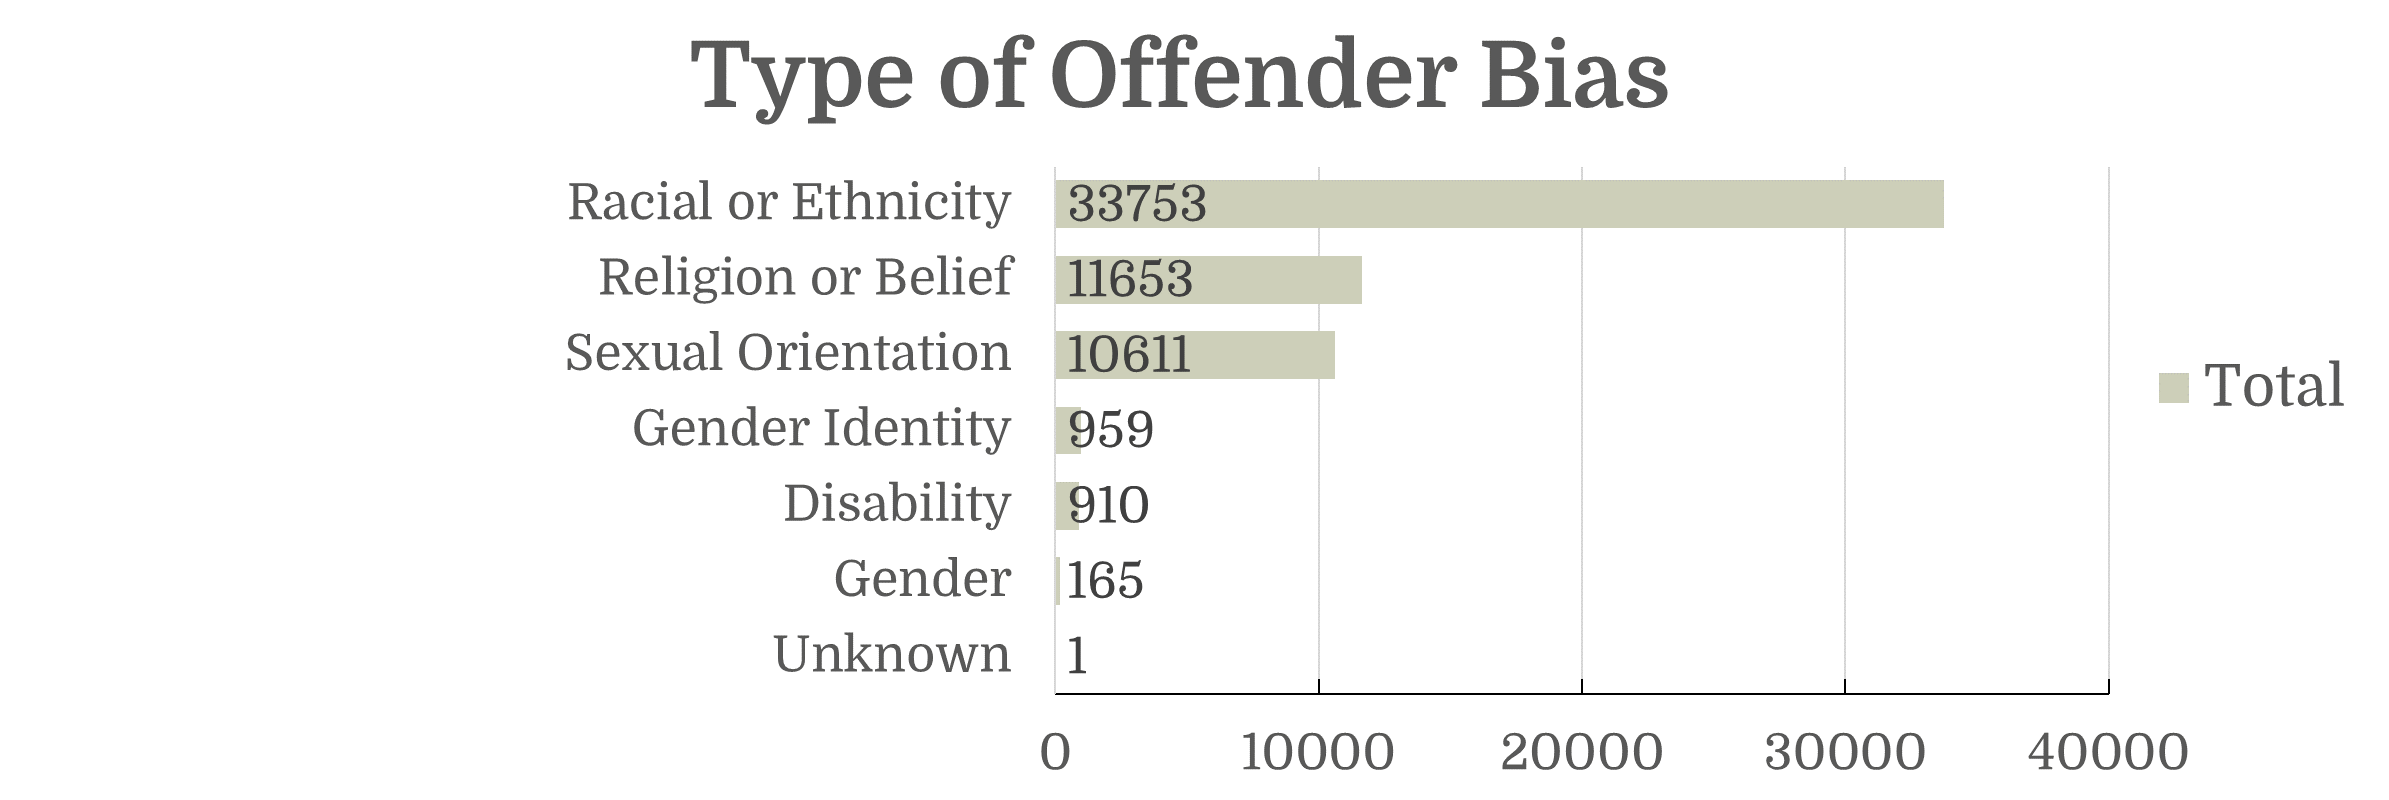 Type of Offender Bias
Racial or Ethnicity 33753
Religion or Belief 11653
Sexual Orientation 10611
Gender Identity 959
Disability 910
Gender 165
Unknown 1
Total
0 10000 20000 30000 40000